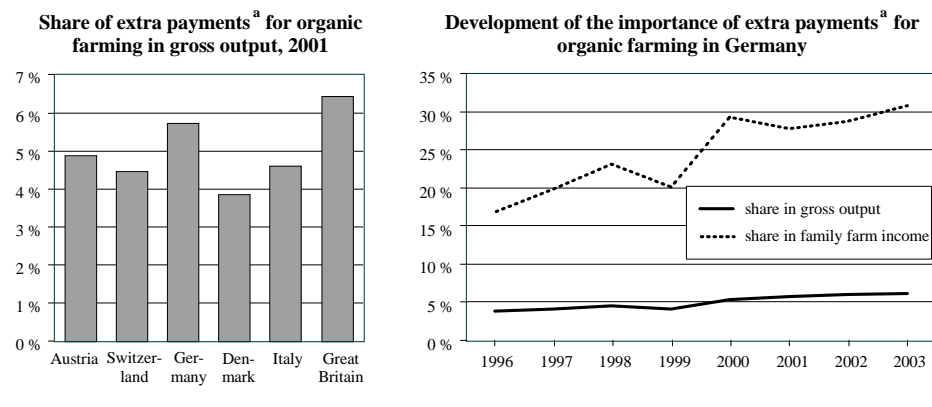 Share of extra payments a for organic
farming in gross output, 2001
7 %
6 %
5 %
4 %
3 %
2 %
1 %
0 %
Austria Switzer- Ger- Den- Italy Great
land many mark Britain
Development of the importance of extra payments a for
organic farming in Germany
35 %
30 %
25 %
20 %
15 %
10 %
5 %
0 %
share in gross output
share in family farm income
1996 1997 1998 1999 2000 2001 2002 2003